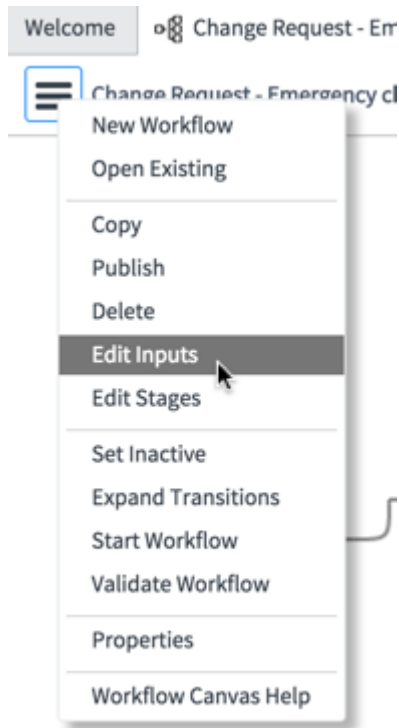 Welcome
Change Request - Em
Change Request - Emergency cl
New Workflow
Open Existing
Copy
Publish
Delete
Edit Inputs
Edit Stages
Set Inactive
Expand Transitions
Start Workflow
Validate Workflow
Properties
Workflow Canvas Help